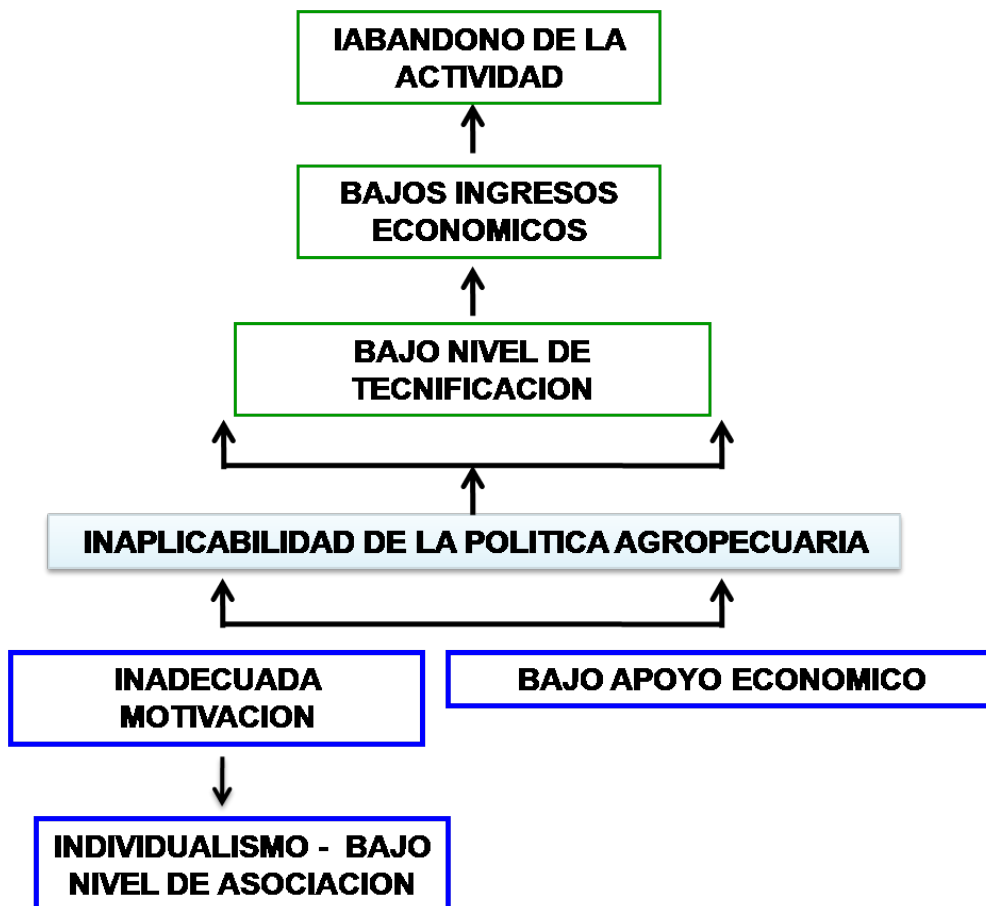 IABANDONO DE LA
ACTIVIDAD
BAJOS INGRESOS
ECONOMICOS
BAJO NIVEL DE
TECNIFICACION
INAPLICABILIDAD DE LA POLITICA AGROPECUARIA
INADECUADA
MOTIVACION
BAJO APOYO ECONOMICO
INDIVIDUALISMO - BAJO
NIVEL DE ASOCIACION